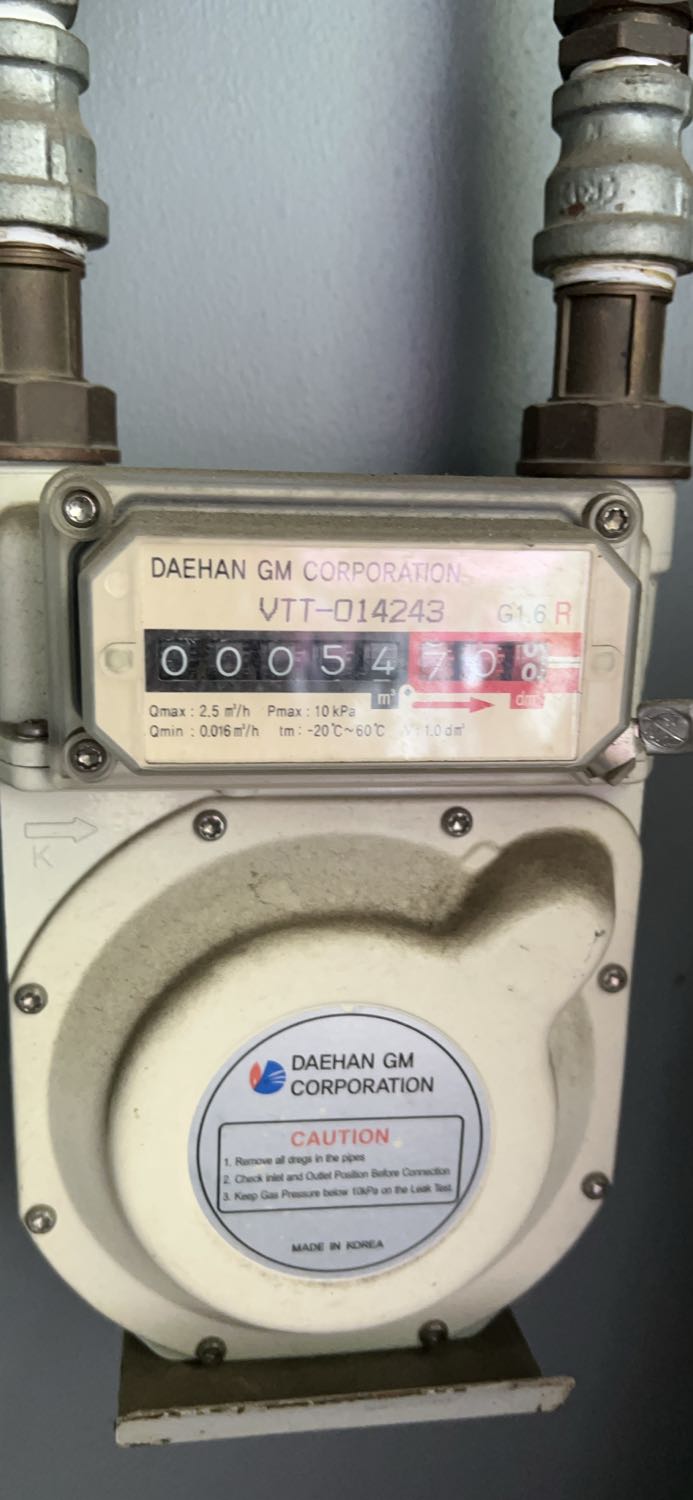 DAEHAN GM CORPORATION
VTT-014243 G1.6 R
0 0 0 5 4 7 0
m³ dm³
Qmax : 2.5 m³/h Pmax : 10 kPa
Qmin : 0.016 m³/h tm : -20℃~60℃ V : 1.0 dm³
K
DAEHAN GM
CORPORATION
CAUTION
1. Remove all dregs in the pipes
2. Check inlet and Outlet Position Before Connection
3. Keep Gas Pressure below 10kPa on the Leak Test.
MADE IN KOREA